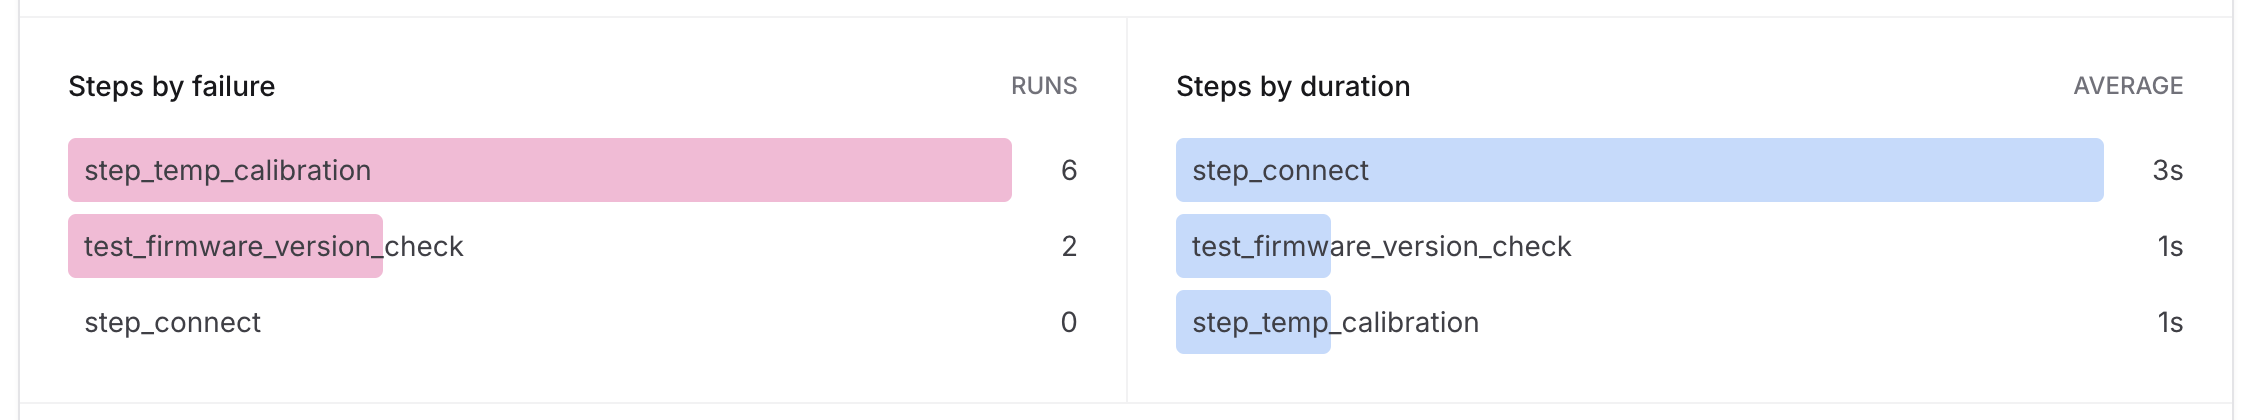 Steps by failure RUNS
step_temp_calibration 6
test_firmware_version_check 2
step_connect 0
Steps by duration AVERAGE
step_connect 3s
test_firmware_version_check 1s
step_temp_calibration 1s